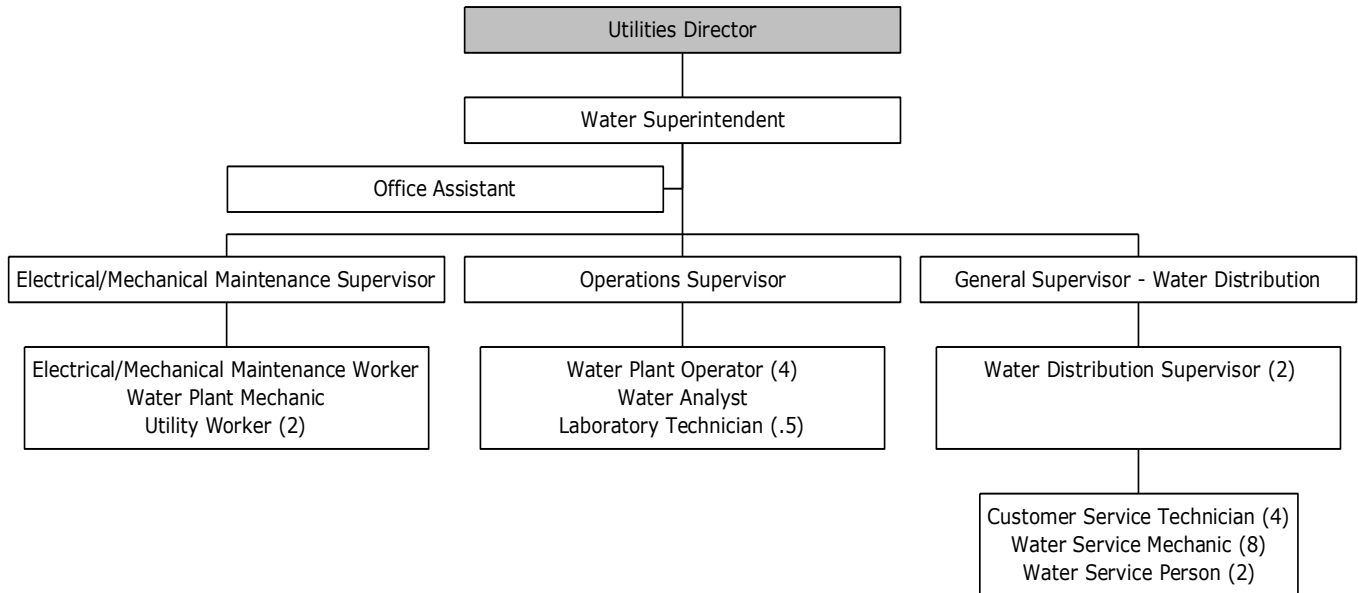 Utilities Director
Water Superintendent
Office Assistant
Electrical/Mechanical Maintenance Supervisor
Operations Supervisor
General Supervisor - Water Distribution
Electrical/Mechanical Maintenance Worker
Water Plant Mechanic
Utility Worker (2)
Water Plant Operator (4)
Water Analyst
Laboratory Technician (.5)
Water Distribution Supervisor (2)
Customer Service Technician (4)
Water Service Mechanic (8)
Water Service Person (2)